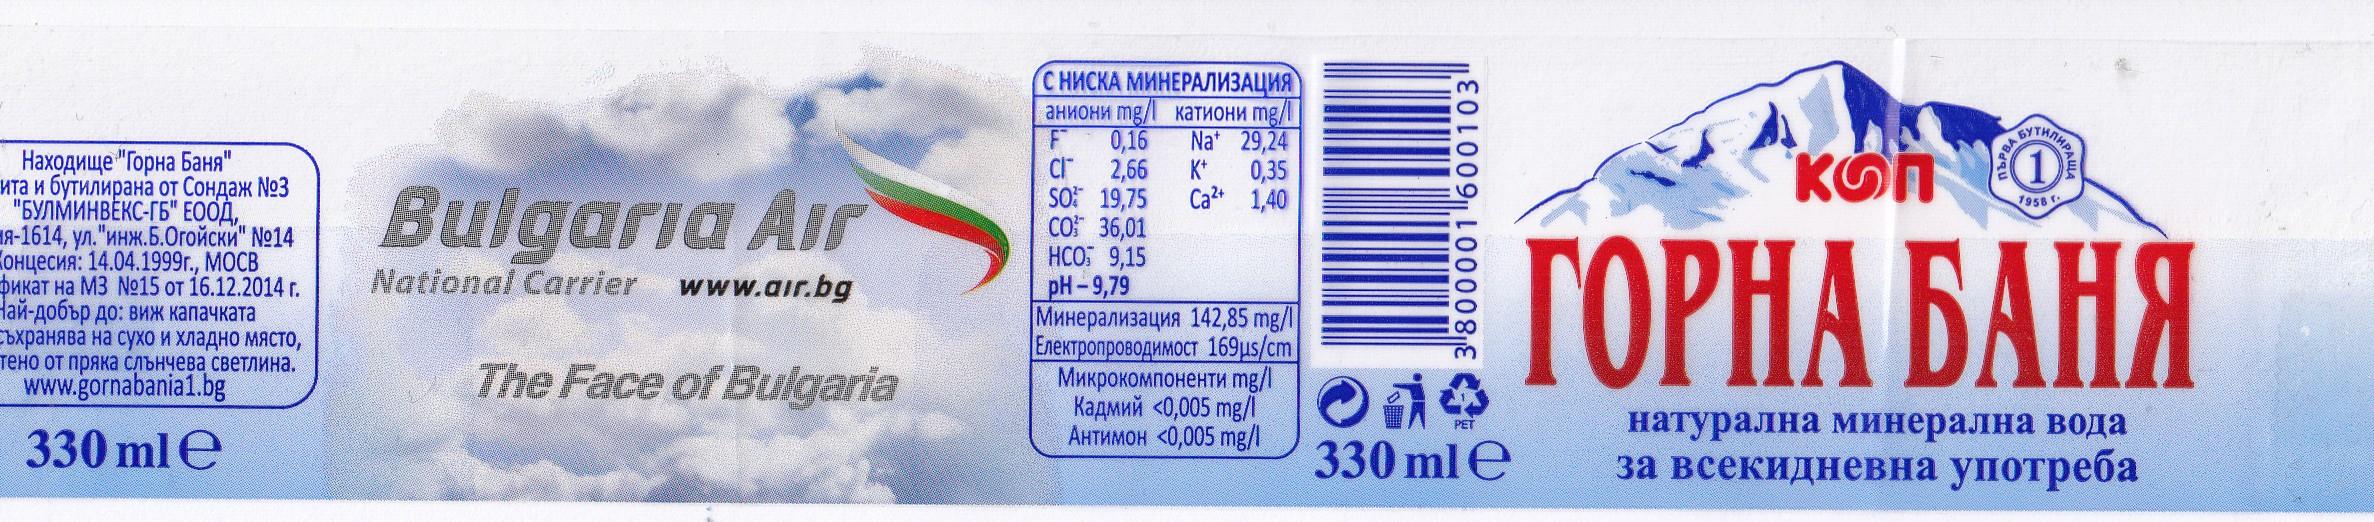 Находище "Горна Баня"
ита и бутилирана от Сондаж №3
"БУЛМИНВЕКС-ГБ" ЕООД,
ия-1614, ул."инж.Б.Огойски" №14
Концесия: 14.04.1999г., МОСВ
фикат на МЗ №15 от 16.12.2014 г.
Най-добър до: виж капачката
съхранява на сухо и хладно място,
тено от пряка слънчева светлина.
www.gornabania1.bg
330 ml ℮
Bulgaria Air
National Carrier www.air.bg
The Face of Bulgaria
С НИСКА МИНЕРАЛИЗАЦИЯ
аниони mg/l катиони mg/l
F⁻ 0,16 Na⁺ 29,24
Cl⁻ 2,66 K⁺ 0,35
SO₄²⁻ 19,75 Ca²⁺ 1,40
CO₃²⁻ 36,01
HCO₃⁻ 9,15
pH – 9,79
Минерализация 142,85 mg/l
Електропроводимост 169µs/cm
Микрокомпоненти mg/l
Кадмий <0,005 mg/l
Антимон <0,005 mg/l
3 800001 600103
1
PET
330 ml ℮
КОП
ПЪРВА БУТИЛИРАЩА
1
1958 г.
ГОРНА БАНЯ
натурална минерална вода
за всекидневна употреба